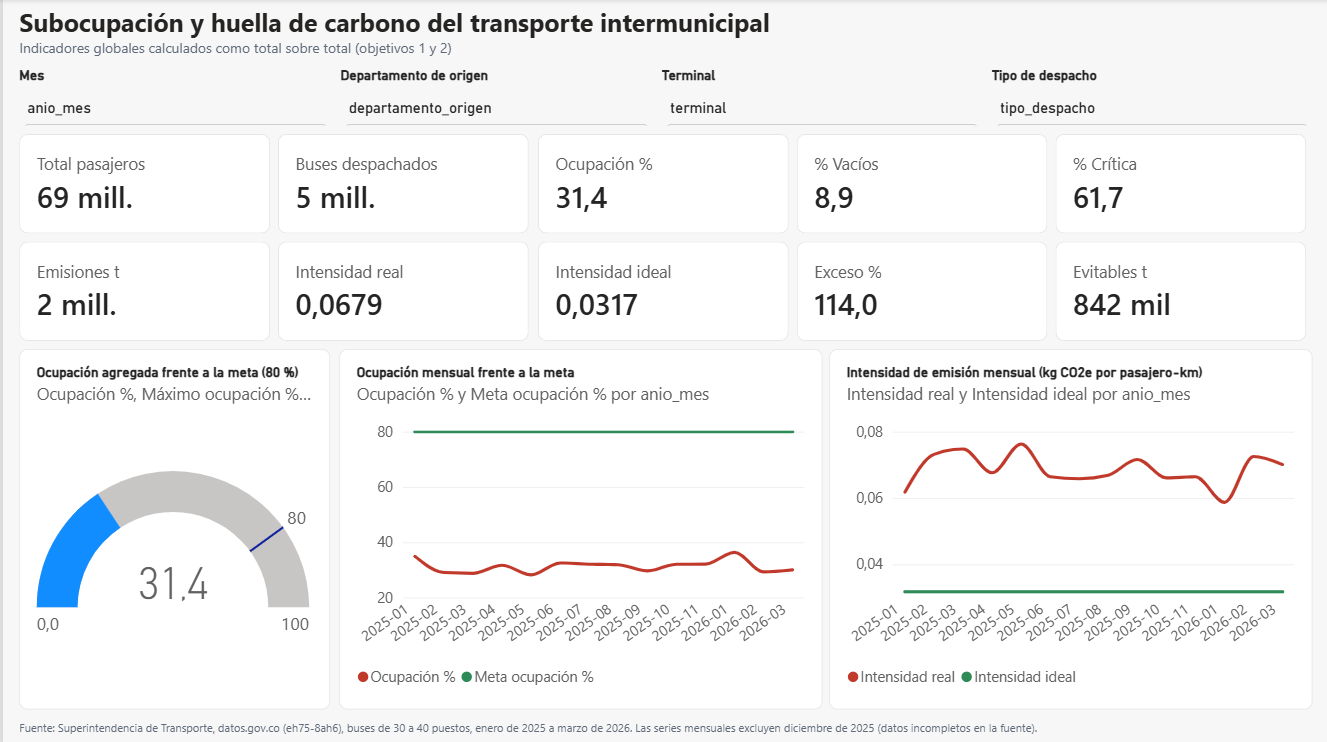 Subocupación y huella de carbono del transporte intermunicipal
Indicadores globales calculados como total sobre total (objetivos 1 y 2)
Mes
Departamento de origen
Terminal
Tipo de despacho
anio_mes
departamento_origen
terminal
tipo_despacho
Total pasajeros
69 mill.
Buses despachados
5 mill.
Ocupación %
31,4
% Vacíos
8,9
% Crítica
61,7
Emisiones t
2 mill.
Intensidad real
0,0679
Intensidad ideal
0,0317
Exceso %
114,0
Evitables t
842 mil
Ocupación agregada frente a la meta (80 %)
Ocupación %, Máximo ocupación %...
80
31,4
0,0
100
Ocupación mensual frente a la meta
Ocupación % y Meta ocupación % por anio_mes
80
60
40
20
2025-01
2025-02
2025-03
2025-04
2025-05
2025-06
2025-07
2025-08
2025-09
2025-10
2025-11
2026-01
2026-02
2026-03
Ocupación %
Meta ocupación %
Intensidad de emisión mensual (kg CO2e por pasajero-km)
Intensidad real y Intensidad ideal por anio_mes
0,08
0,06
0,04
2025-01
2025-02
2025-03
2025-04
2025-05
2025-06
2025-07
2025-08
2025-09
2025-10
2025-11
2026-01
2026-02
2026-03
Intensidad real
Intensidad ideal
Fuente: Superintendencia de Transporte, datos.gov.co (eh75-8ah6), buses de 30 a 40 puestos, enero de 2025 a marzo de 2026. Las series mensuales excluyen diciembre de 2025 (datos incompletos en la fuente).